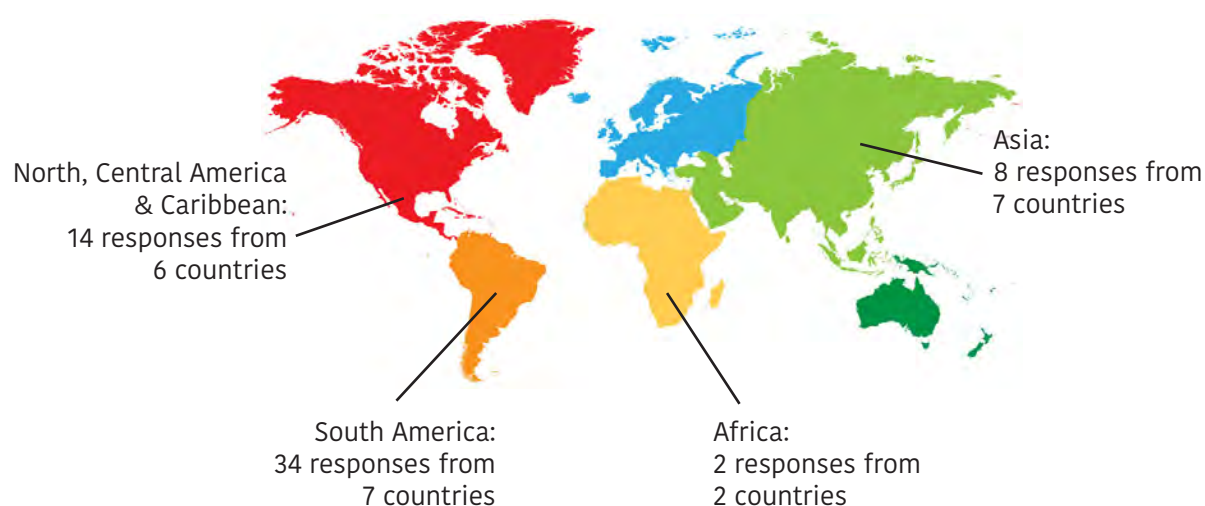 North, Central America
& Caribbean:
14 responses from
6 countries
Asia:
8 responses from
7 countries
South America:
34 responses from
7 countries
Africa:
2 responses from
2 countries